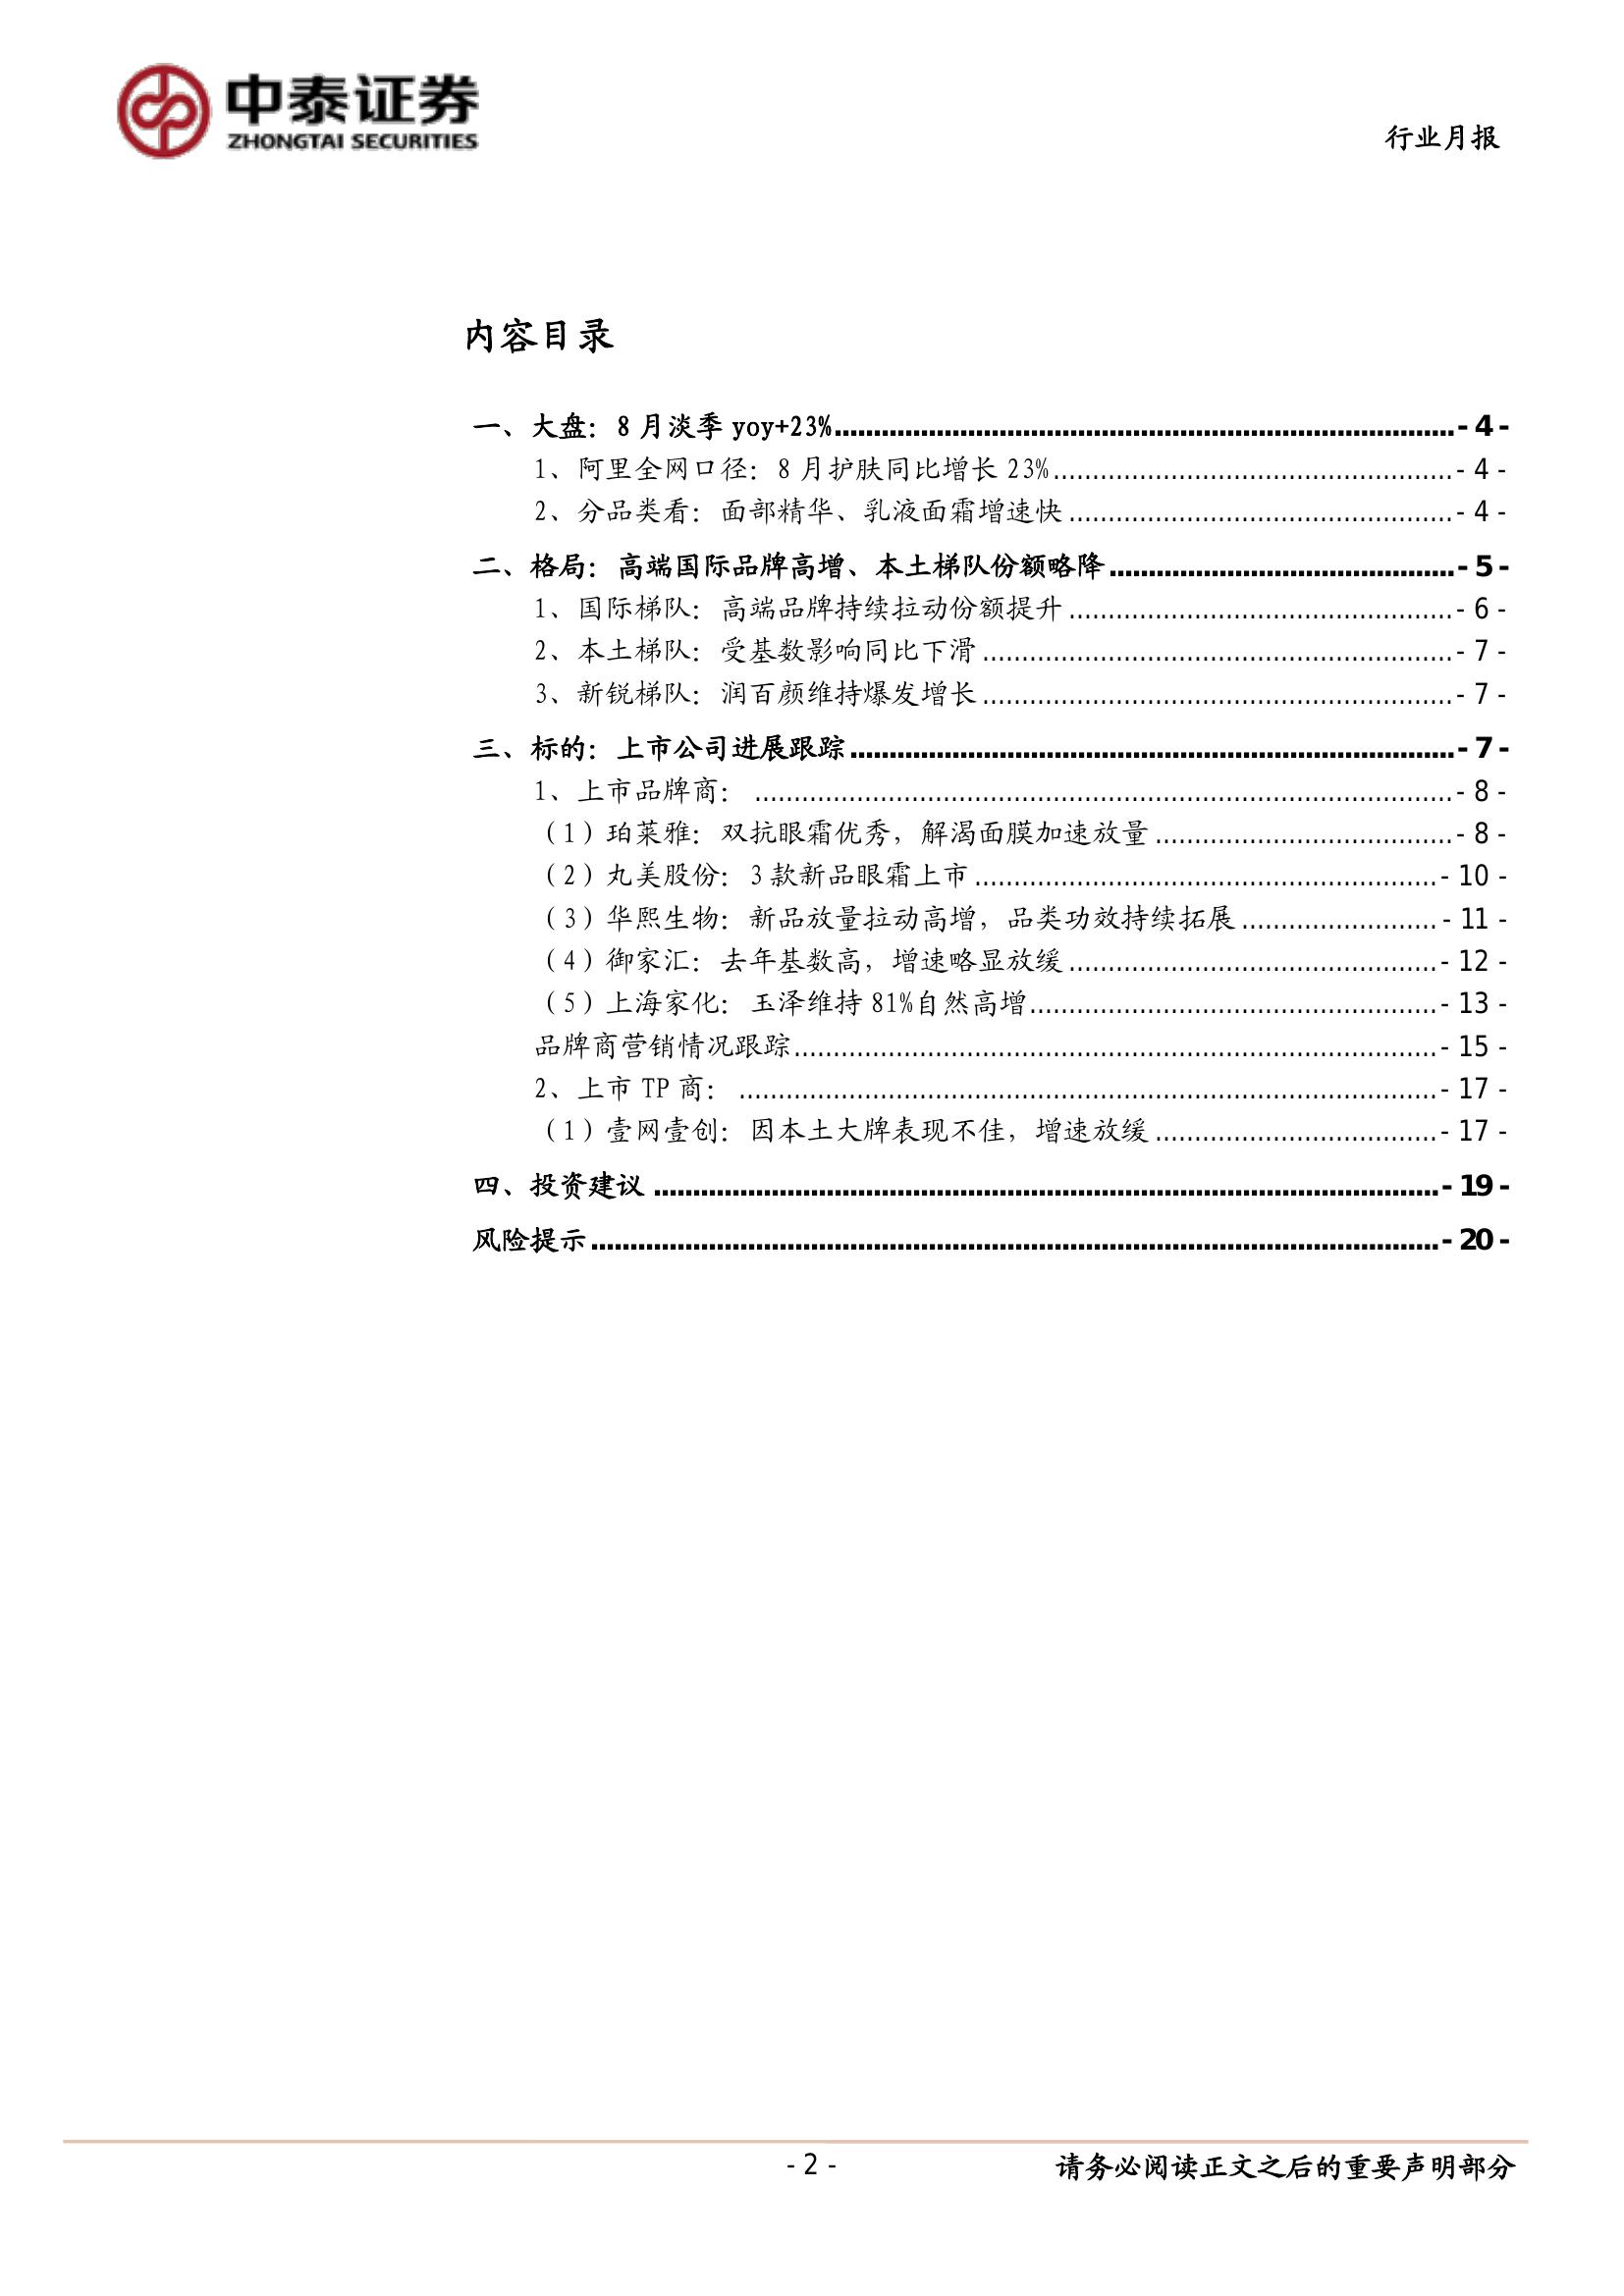 中泰证券
ZHONGTAI SECURITIES
行业月报
内容目录
一、大盘：8 月淡季 yoy+23%......- 4 -
1、阿里全网口径：8 月护肤同比增长 23%......- 4 -
2、分品类看：面部精华、乳液面霜增速快......- 4 -
二、格局：高端国际品牌高增、本土梯队份额略降......- 5 -
1、国际梯队：高端品牌持续拉动份额提升......- 6 -
2、本土梯队：受基数影响同比下滑......- 7 -
3、新锐梯队：润百颜维持爆发增长......- 7 -
三、标的：上市公司进展跟踪......- 7 -
1、上市品牌商：......- 8 -
（1）珀莱雅：双抗眼霜优秀，解渴面膜加速放量......- 8 -
（2）丸美股份：3 款新品眼霜上市......- 10 -
（3）华熙生物：新品放量拉动高增，品类功效持续拓展......- 11 -
（4）御家汇：去年基数高，增速略显放缓......- 12 -
（5）上海家化：玉泽维持 81%自然高增......- 13 -
品牌商营销情况跟踪......- 15 -
2、上市 TP 商：......- 17 -
（1）壹网壹创：因本土大牌表现不佳，增速放缓......- 17 -
四、投资建议......- 19 -
风险提示......- 20 -
- 2 -
请务必阅读正文之后的重要声明部分